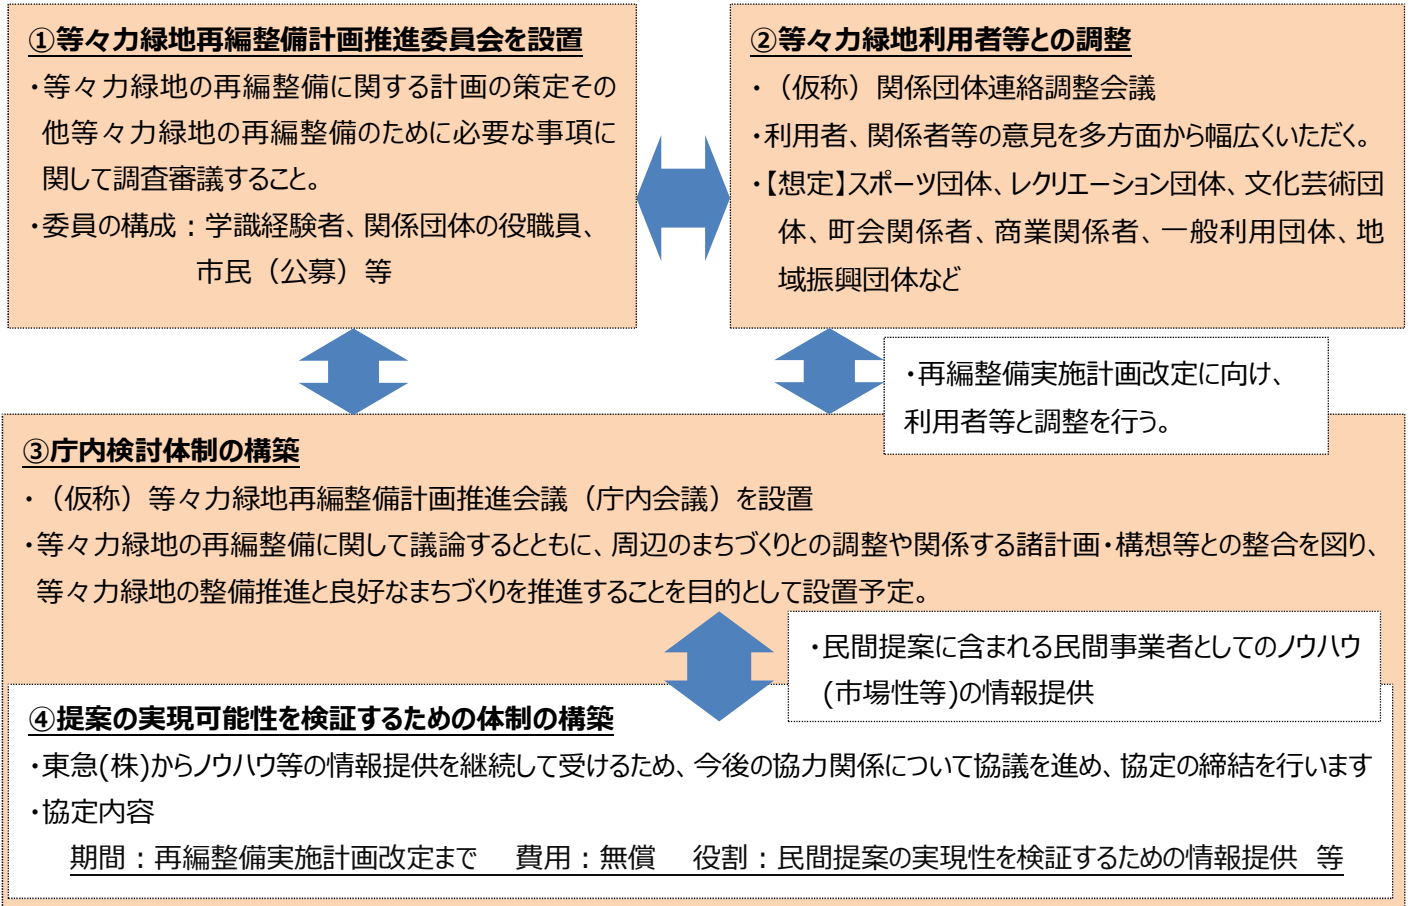 ①等々力緑地再編整備計画推進委員会を設置
・等々力緑地の再編整備に関する計画の策定その
他等々力緑地の再編整備のために必要な事項に
関して調査審議すること。
・委員の構成：学識経験者、関係団体の役職員、
市民（公募）等
②等々力緑地利用者等との調整
・（仮称）関係団体連絡調整会議
・利用者、関係者等の意見を多方面から幅広くいただく。
・【想定】スポーツ団体、レクリエーション団体、文化芸術団
体、町会関係者、商業関係者、一般利用団体、地
域振興団体など
・再編整備実施計画改定に向け、
利用者等と調整を行う。
③庁内検討体制の構築
・（仮称）等々力緑地再編整備計画推進会議（庁内会議）を設置
・等々力緑地の再編整備に関して議論するとともに、周辺のまちづくりとの調整や関係する諸計画・構想等との整合を図り、
等々力緑地の整備推進と良好なまちづくりを推進することを目的として設置予定。
・民間提案に含まれる民間事業者としてのノウハウ
(市場性等)の情報提供
④提案の実現可能性を検証するための体制の構築
・東急(株)からノウハウ等の情報提供を継続して受けるため、今後の協力関係について協議を進め、協定の締結を行います
・協定内容
期間：再編整備実施計画改定まで　費用：無償　役割：民間提案の実現性を検証するための情報提供　等